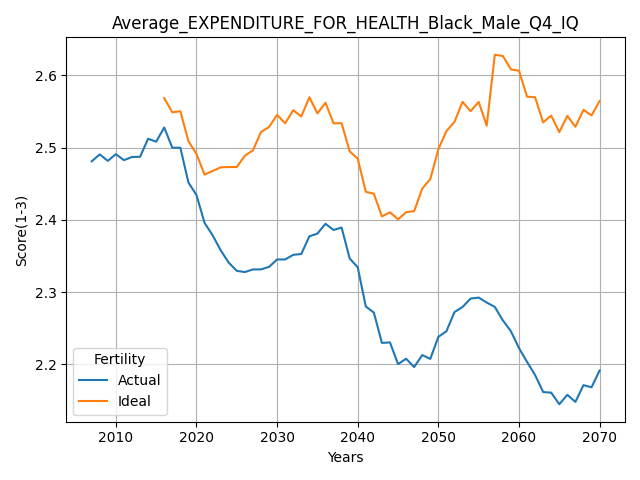 Average_EXPENDITURE_FOR_HEALTH_Black_Male_Q4_IQ
2.6
2.5
2.4
2.3
2.2
Score(1-3)
Fertility
Actual
Ideal
2010 2020 2030 2040 2050 2060 2070
Years